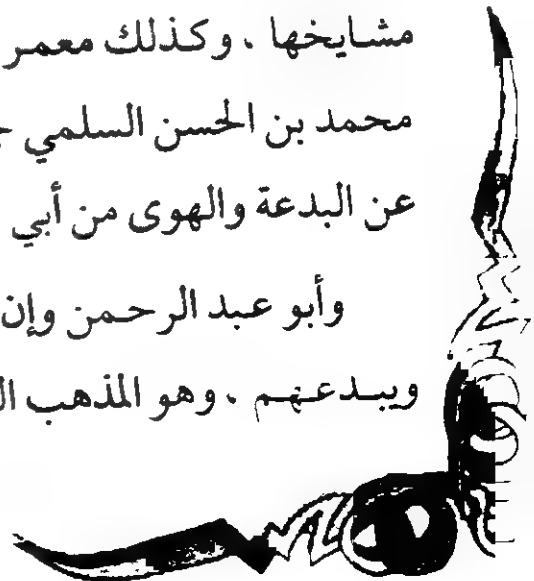 مشايخها . وكذلك معمر
محمد بن الحسن السلمي
عن البدعة والهوى من أبي
وأبو عبد الرحمن وإن
ويبدعهم . وهو المذهب